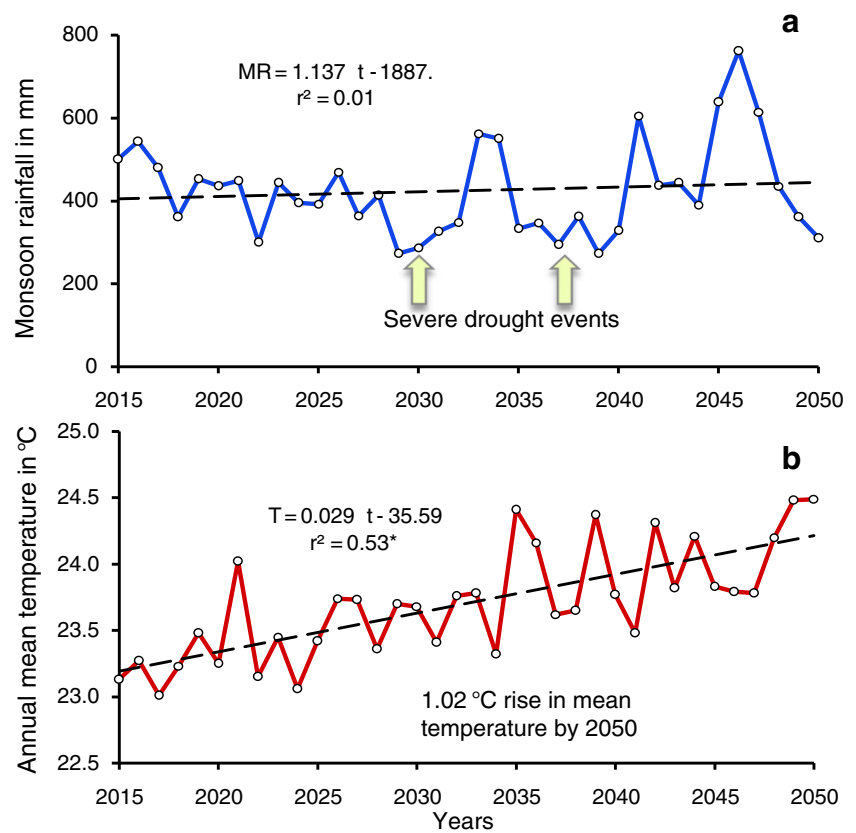 a
800
600
400
200
0
Monsoon rainfall in mm
MR = 1.137 t - 1887.
r² = 0.01
Severe drought events
2015 2020 2025 2030 2035 2040 2045 2050
b
25.0
24.5
24.0
23.5
23.0
22.5
Annual mean temperature in °C
T = 0.029 t - 35.59
r² = 0.53*
1.02 °C rise in mean
temperature by 2050
2015 2020 2025 2030 2035 2040 2045 2050
Years